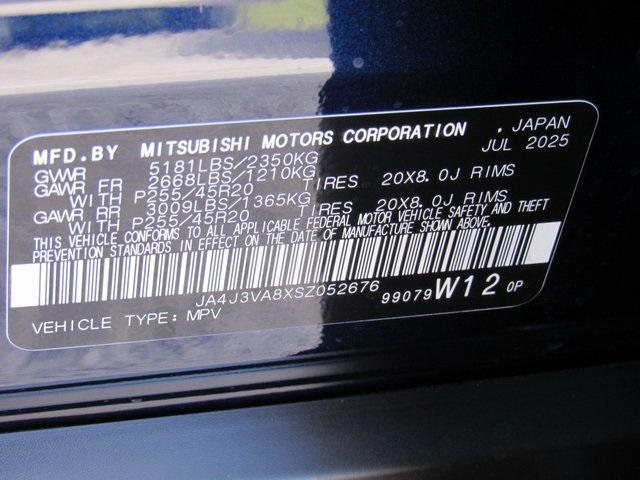 MFD.BY MITSUBISHI MOTORS CORPORATION , JAPAN
GVWR 5181LBS/2350KG JUL 2025
GAWR FR 2668LBS/1210KG TIRES 20X8.0J RIMS
WITH P255/45R20
GAWR RR 3009LBS/1365KG TIRES 20X8.0J RIMS
WITH P255/45R20
THIS VEHICLE CONFORMS TO ALL APPLICABLE FEDERAL MOTOR VEHICLE SAFETY AND THEFT
PREVENTION STANDARDS IN EFFECT ON THE DATE OF MANUFACTURE SHOWN ABOVE.
JA4J3VA8XSZ052676
99079 W12 0P
VEHICLE TYPE: MPV